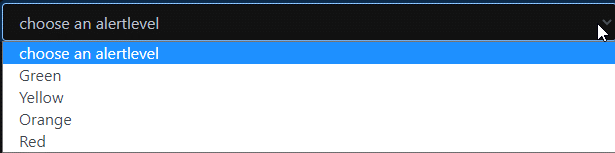 choose an alertlevel
choose an alertlevel
Green
Yellow
Orange
Red